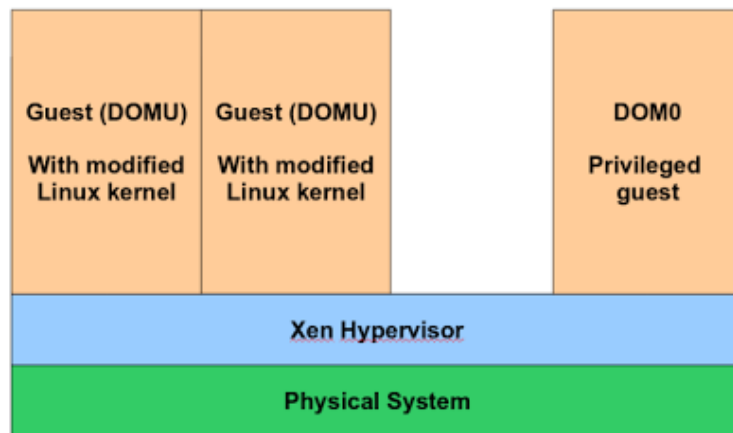 Guest (DOMU)
With modified
Linux kernel
Guest (DOMU)
With modified
Linux kernel
DOM0
Privileged
guest
Xen Hypervisor
Physical System